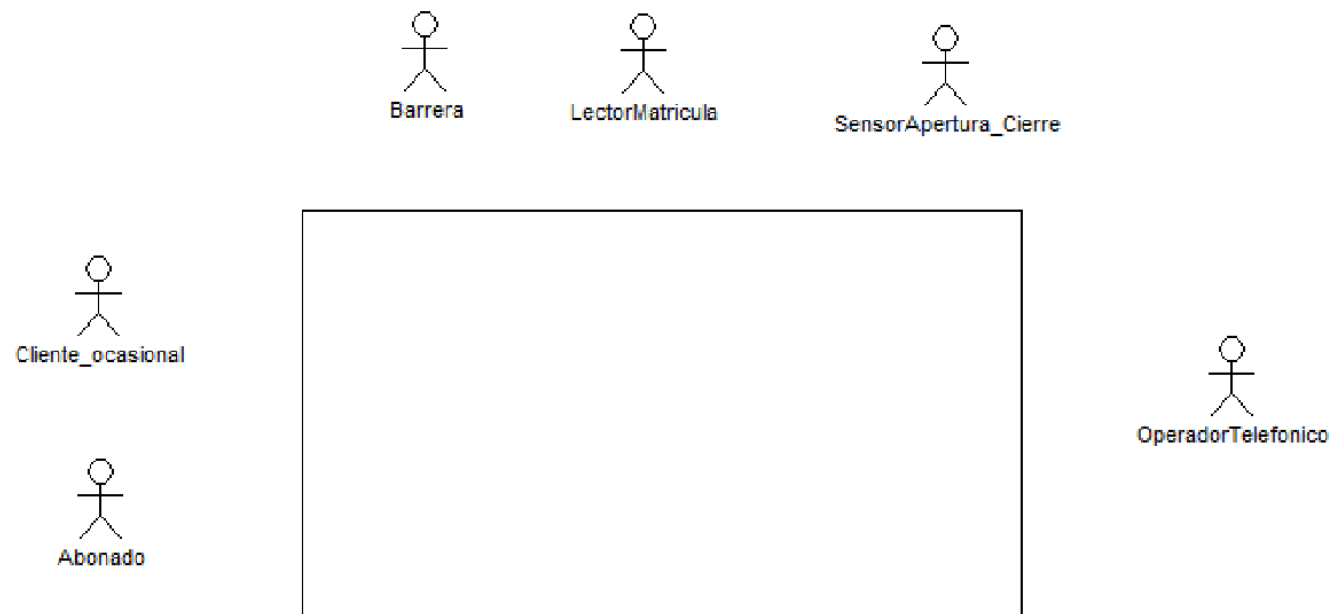 Barrera
LectorMatricula
SensorApertura_Cierre
Cliente_ocasional
OperadorTelefonico
Abonado